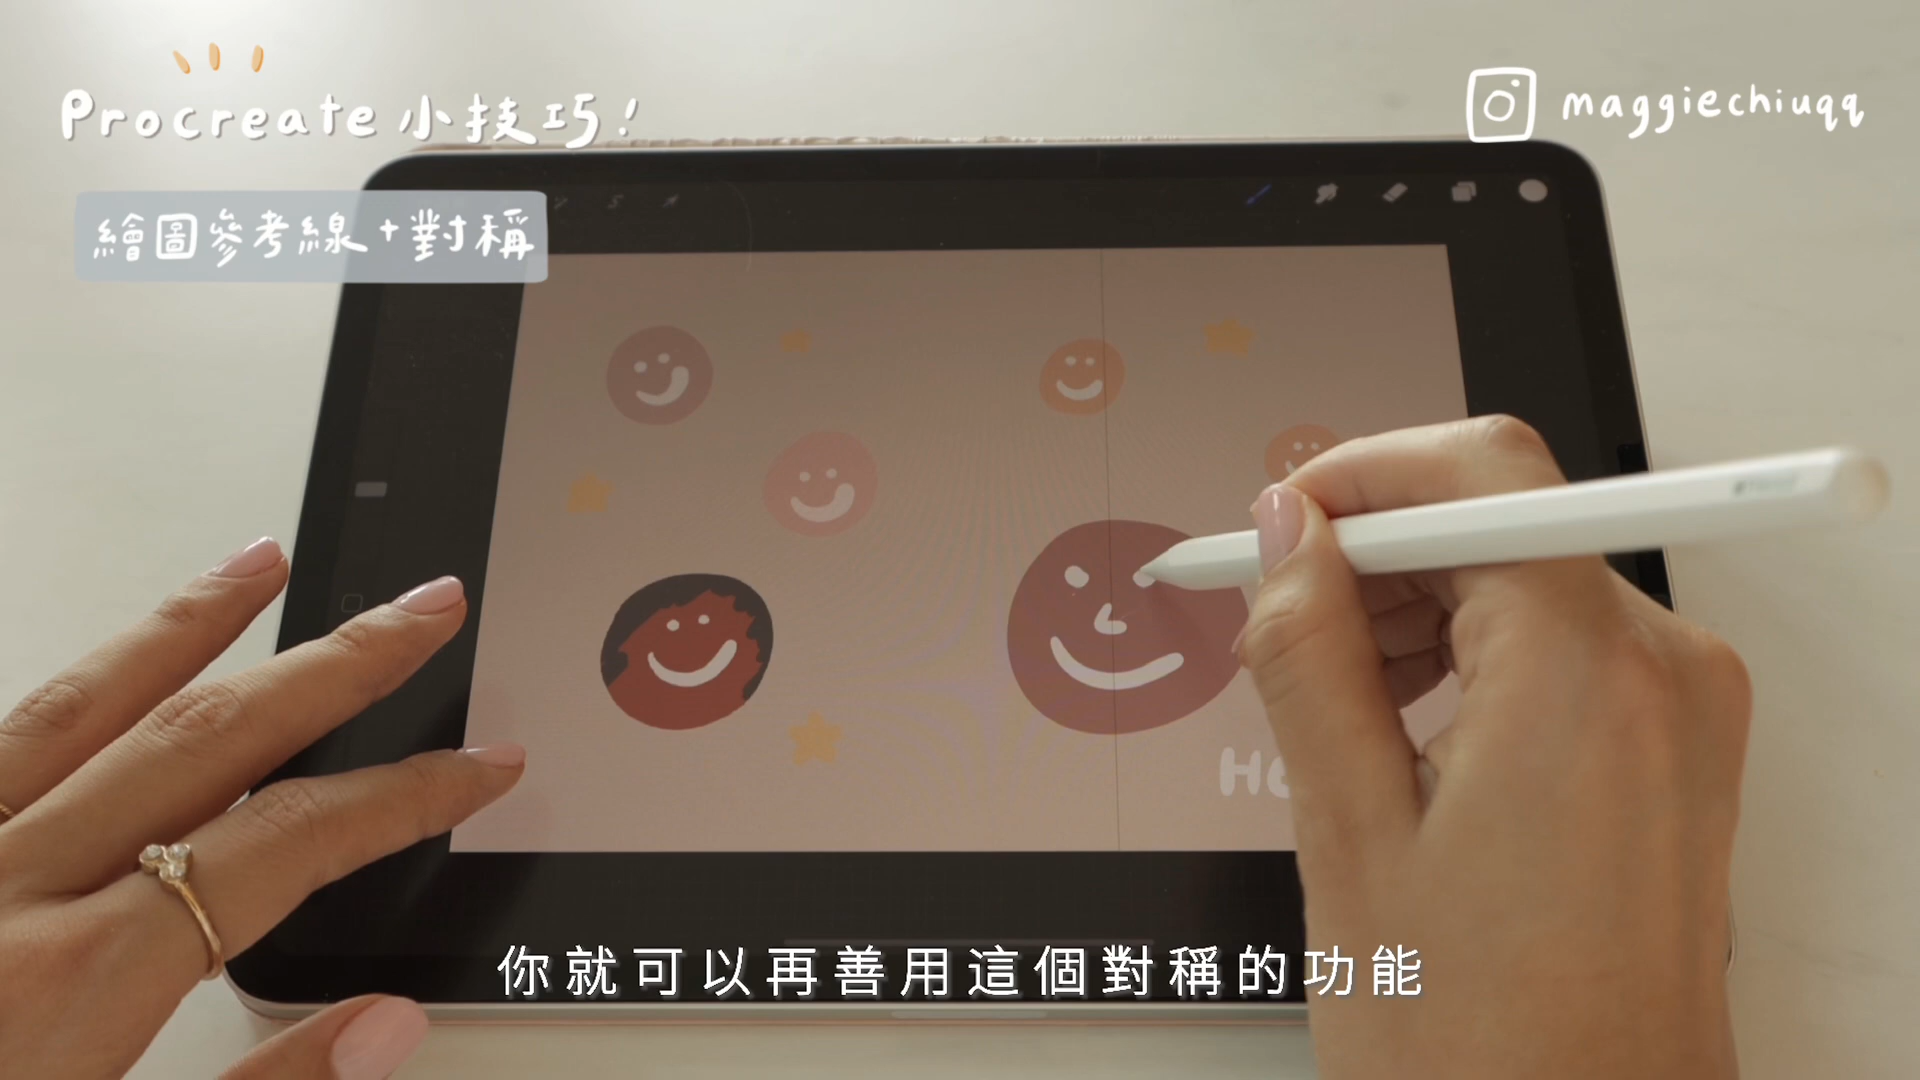 Procreate 小技巧!
maggiechiuqq
繪圖參考線+對稱
He
你就可以再善用這個對稱的功能